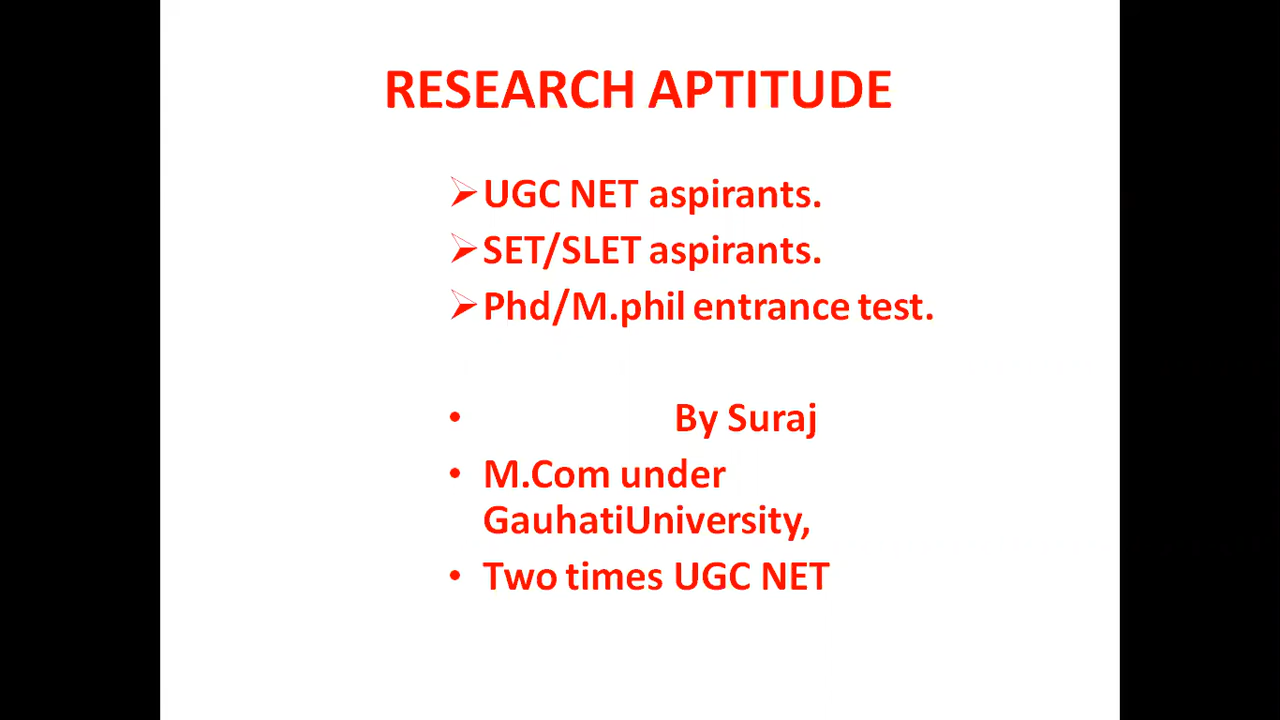 RESEARCH APTITUDE
➢UGC NET aspirants.
➢SET/SLET aspirants.
➢Phd/M.phil entrance test.
• By Suraj
• M.Com under
GauhatiUniversity,
• Two times UGC NET